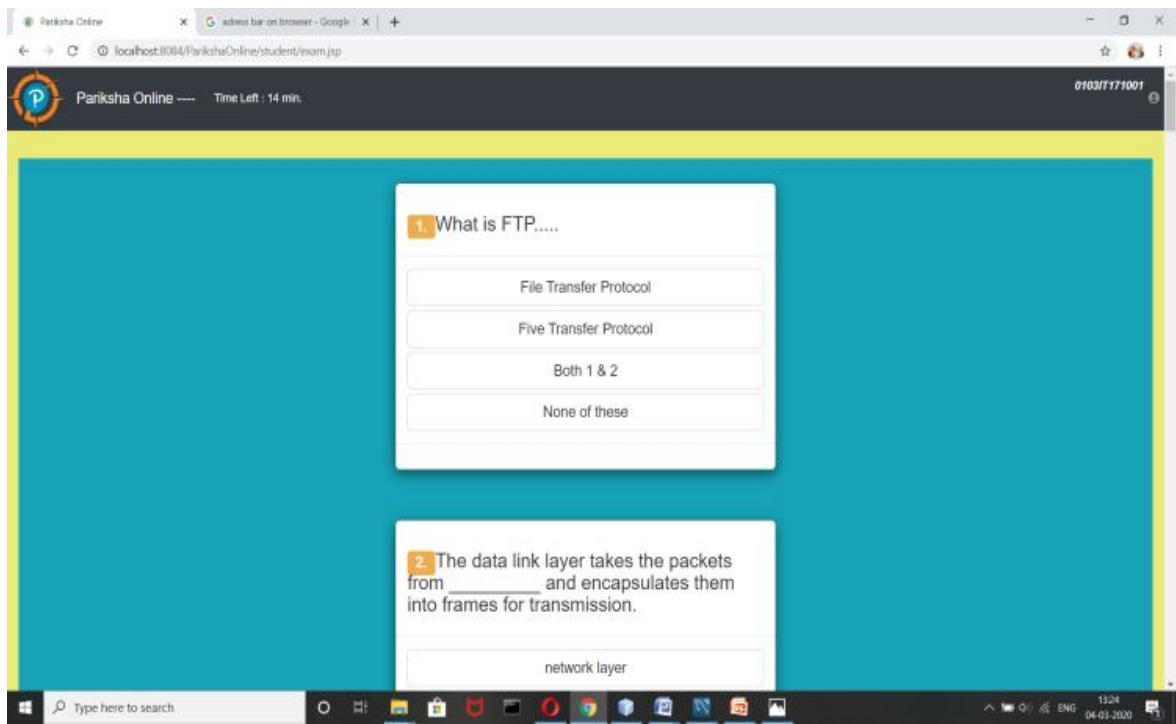 Pariksha Online
adress bar on browser - Google
localhost:8084/ParikshaOnline/student/exam.jsp
P
Pariksha Online ----
Time Left : 14 min.
0103IT171001
1. What is FTP.....
File Transfer Protocol
Five Transfer Protocol
Both 1 & 2
None of these
2. The data link layer takes the packets
from __________ and encapsulates them
into frames for transmission.
network layer
Type here to search
ENG
13:24
04-03-2020